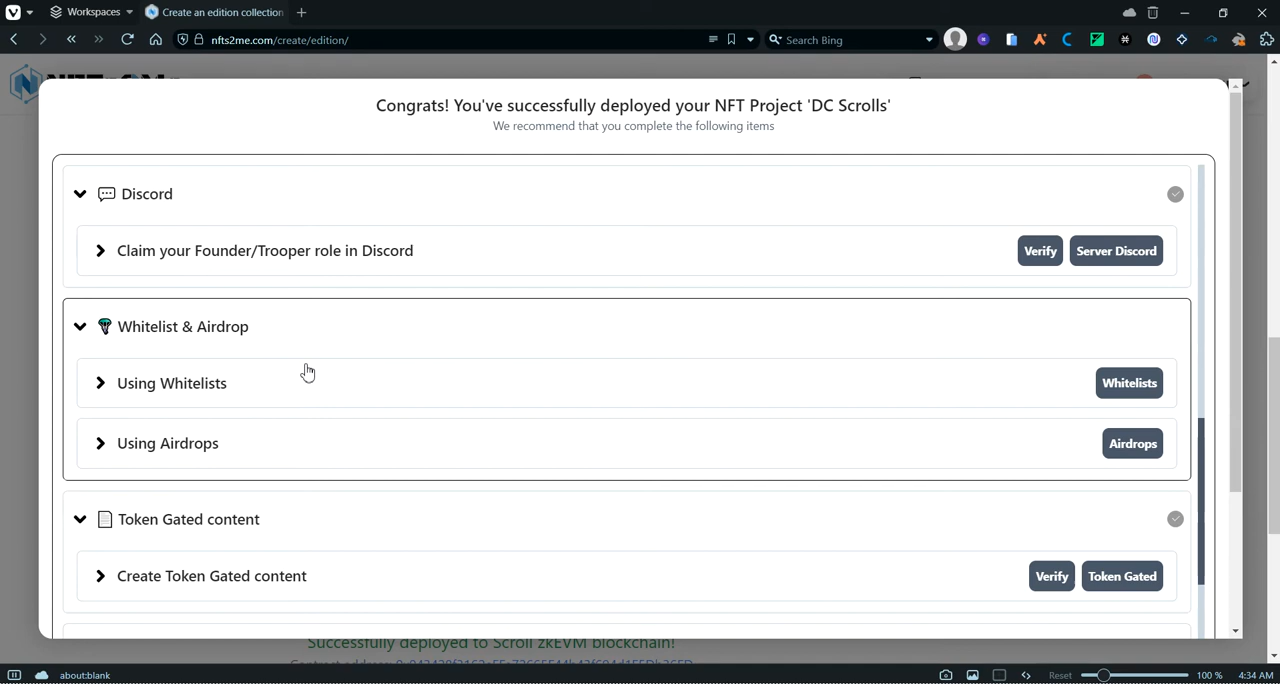 Workspaces
Create an edition collection
nfts2me.com/create/edition/
Search Bing
Congrats! You've successfully deployed your NFT Project 'DC Scrolls'
We recommend that you complete the following items
Discord
Claim your Founder/Trooper role in Discord
Verify
Server Discord
Whitelist & Airdrop
Using Whitelists
Whitelists
Using Airdrops
Airdrops
Token Gated content
Create Token Gated content
Verify
Token Gated
Successfully deployed to Scroll zkEVM blockchain!
about:blank
Reset
100 %
4:34 AM